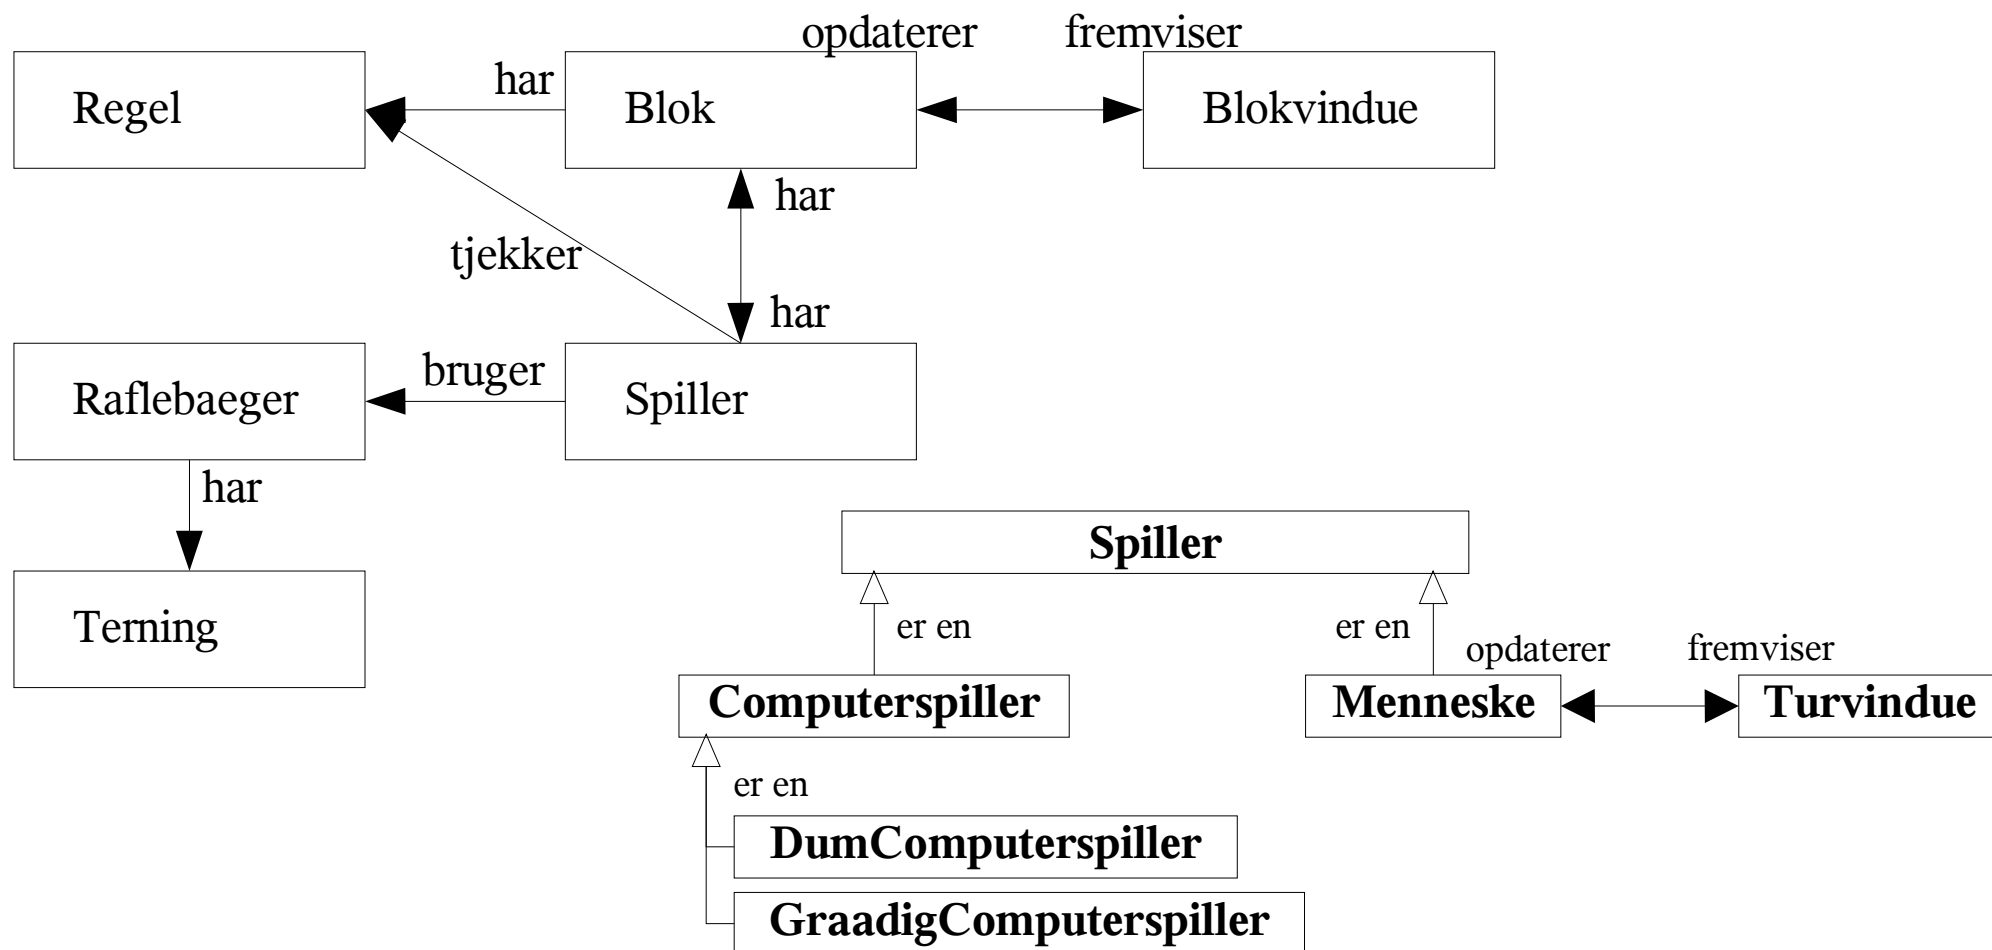 opdaterer fremviser
Regel har Blok Blokvindue
har
tjekker
har
Raflebaeger bruger Spiller
har
Spiller
Terning
er en er en
opdaterer fremviser
Computerspiller Menneske Turvindue
er en
DumComputerspiller
GraadigComputerspiller